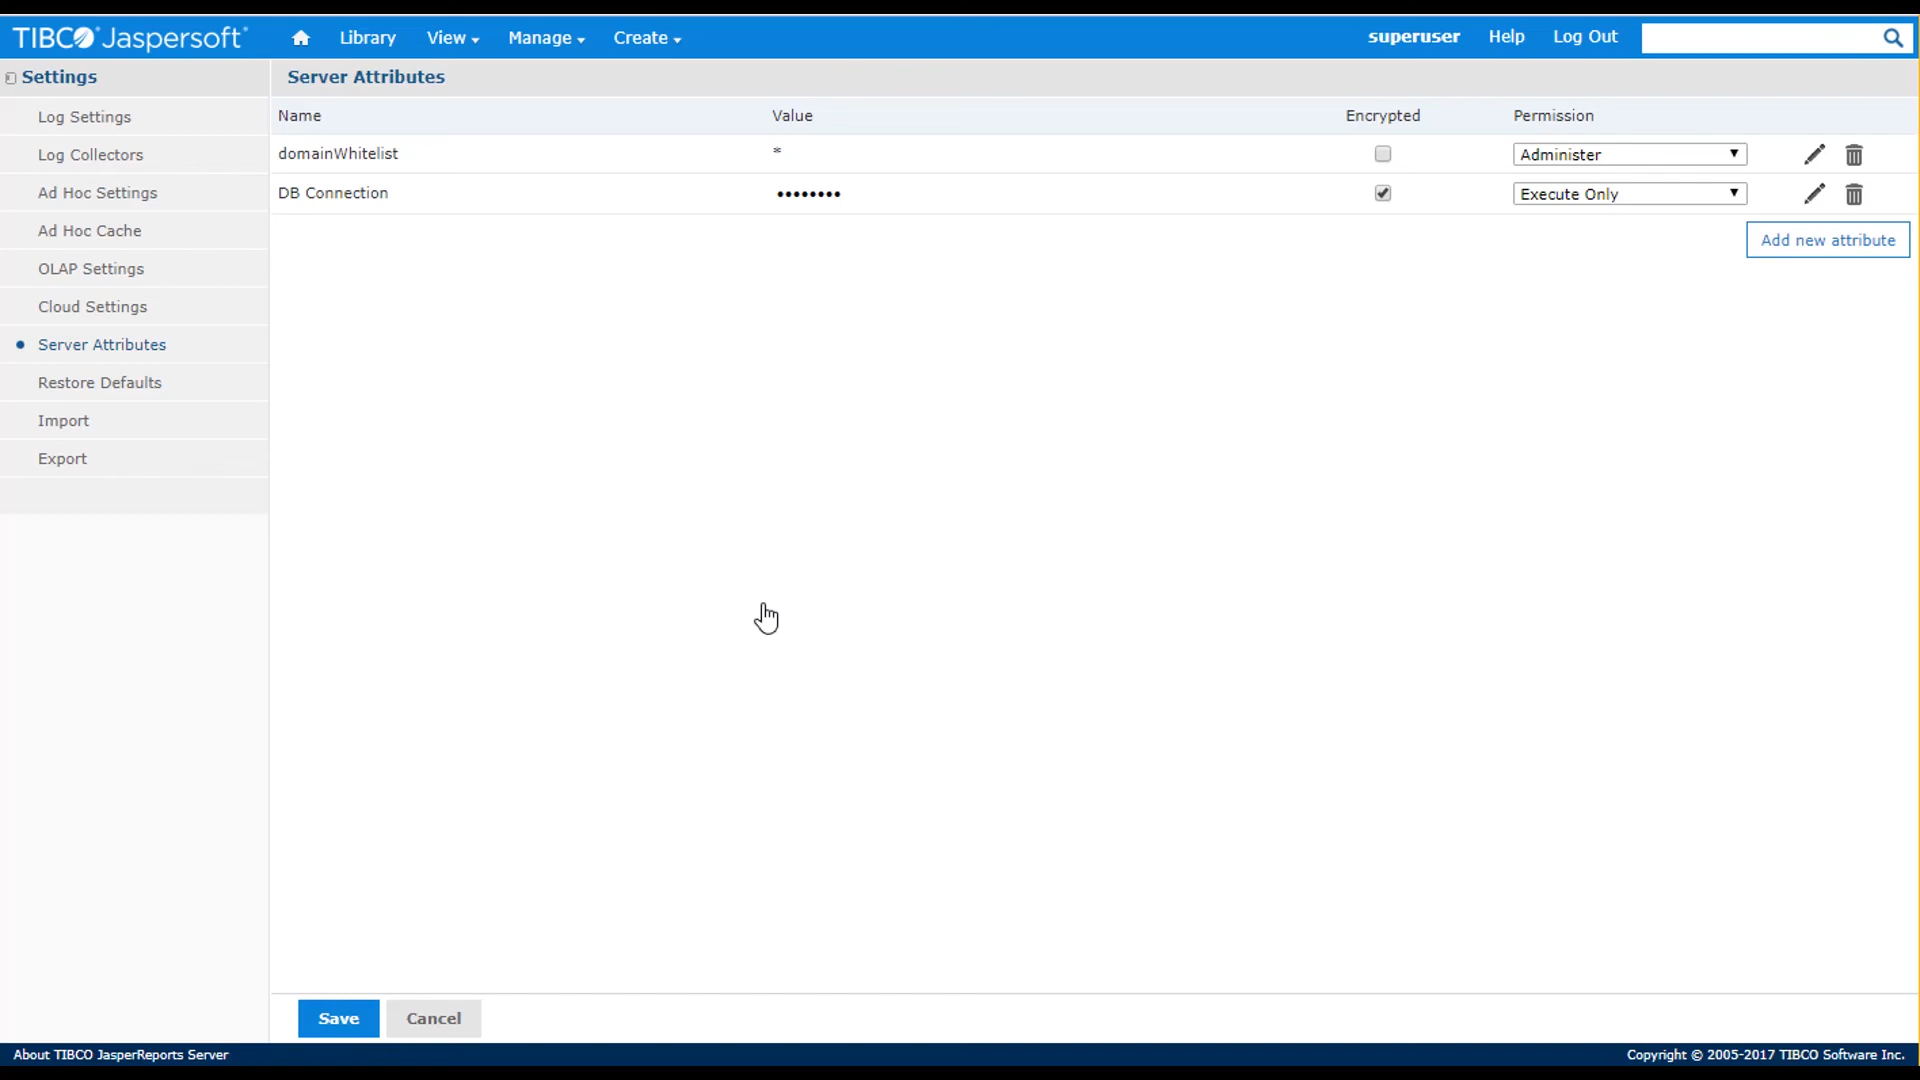 TIBCO Jaspersoft®
Library
View
Manage
Create
superuser
Help
Log Out
Settings
Server Attributes
Log Settings
Log Collectors
Ad Hoc Settings
Ad Hoc Cache
OLAP Settings
Cloud Settings
Server Attributes
Restore Defaults
Import
Export
Name Value Encrypted Permission
domainWhitelist * Administer
DB Connection •••••••• Execute Only
Add new attribute
Save Cancel
About TIBCO JasperReports Server
Copyright © 2005-2017 TIBCO Software Inc.